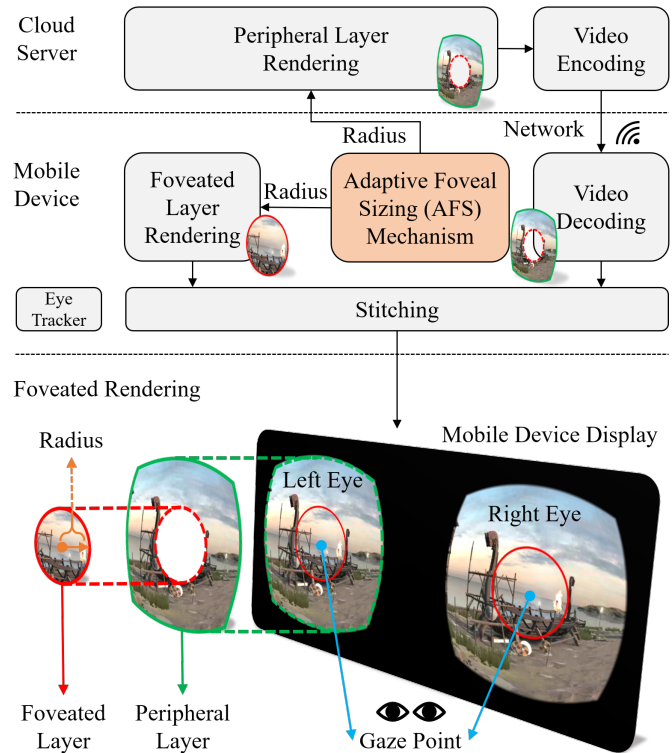 Cloud
Server
Peripheral Layer
Rendering
Video
Encoding
Radius
Network
Mobile
Device
Foveated
Layer
Rendering
Radius
Adaptive Foveal
Sizing (AFS)
Mechanism
Video
Decoding
Eye
Tracker
Stitching
Foveated Rendering
Radius
Mobile Device Display
Left Eye
Right Eye
Foveated
Layer
Peripheral
Layer
Gaze Point